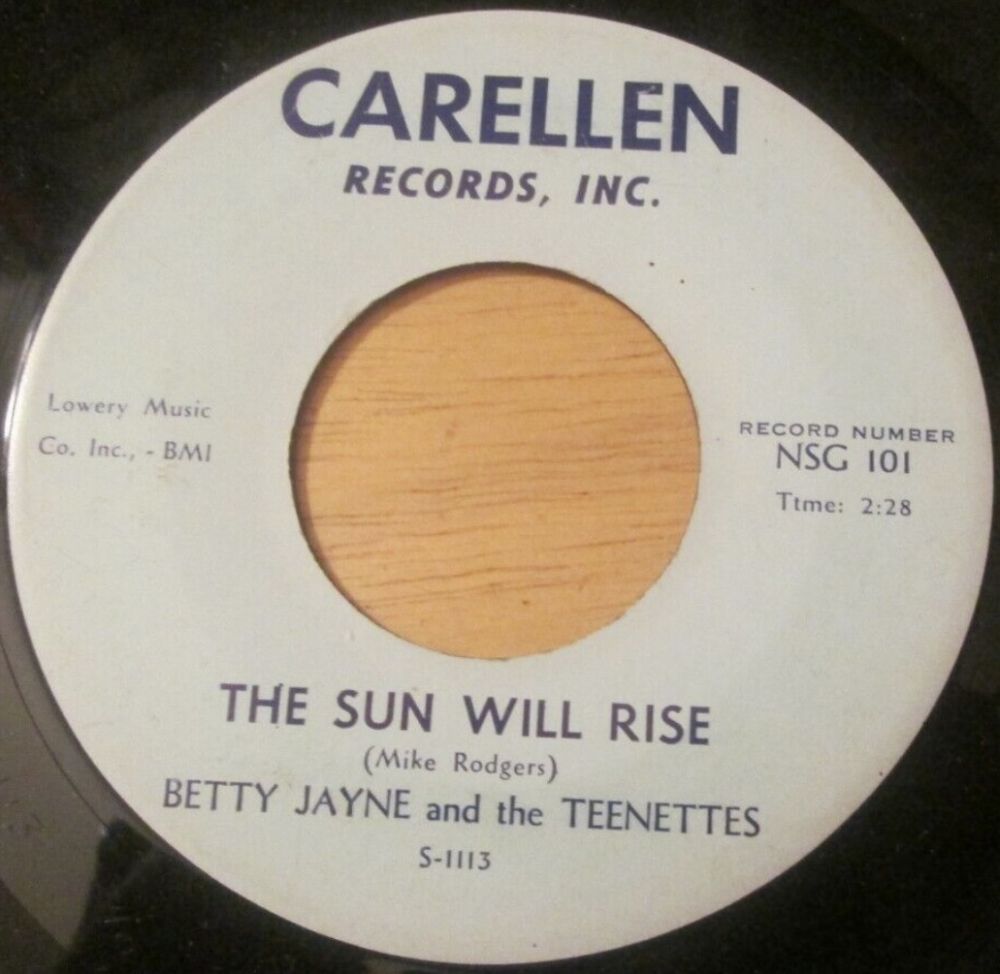 CARELLEN
RECORDS, INC.
Lowery Music
Co. Inc., - BMI
RECORD NUMBER
NSG 101
Ttme: 2:28
THE SUN WILL RISE
(Mike Rodgers)
BETTY JAYNE and the TEENETTES
S-1113